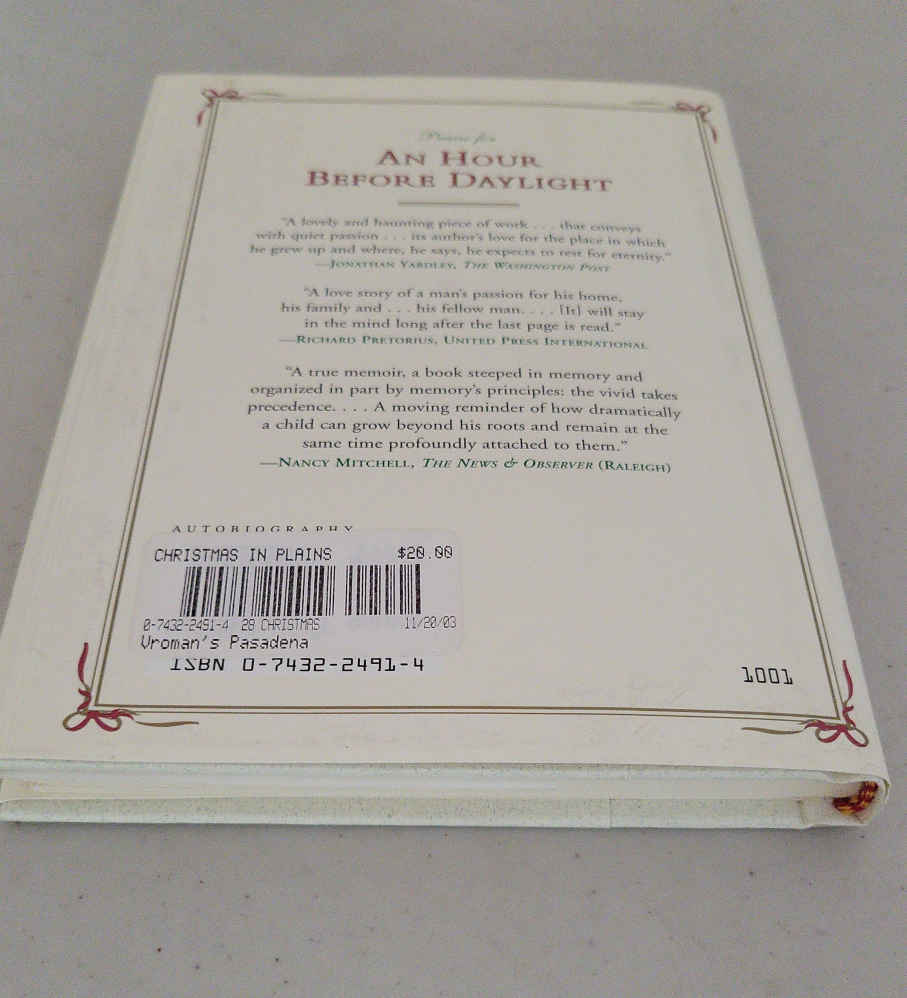 Praise for
AN HOUR
BEFORE DAYLIGHT
"A lovely and haunting piece of work . . . that conveys
with quiet passion . . . its author's love for the place in which
he grew up and where, he says, he expects to rest for eternity."
—JONATHAN YARDLEY, THE WASHINGTON POST
"A love story of a man's passion for his home,
his family and . . . his fellow man. . . . [It] will stay
in the mind long after the last page is read."
—RICHARD PRETORIUS, UNITED PRESS INTERNATIONAL
"A true memoir, a book steeped in memory and
organized in part by memory's principles: the vivid takes
precedence. . . . A moving reminder of how dramatically
a child can grow beyond his roots and remain at the
same time profoundly attached to them."
—NANCY MITCHELL, THE NEWS & OBSERVER (RALEIGH)
AUTOBIOGRAPHY
CHRISTMAS IN PLAINS $20.00
0-7432-2491-4 28 CHRISTMAS 11/20/03
Vroman's Pasadena
ISBN 0-7432-2491-4
1001